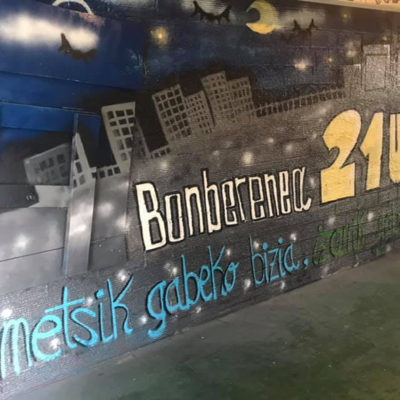 Bonberenea 21
metsik gabeko bizia.